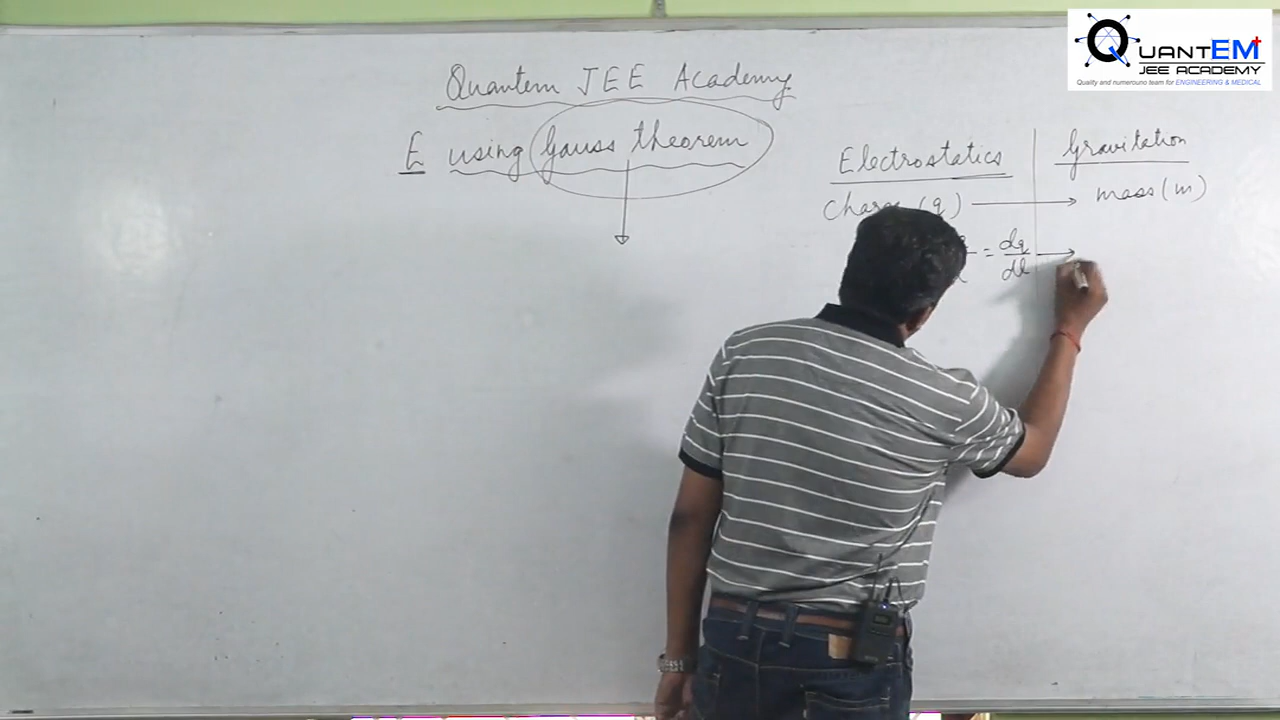 QUANTEM+
JEE ACADEMY
Quality and numerouno team for ENGINEERING & MEDICAL
Quantem JEE Academy
E using Gauss theorem
Electrostatics
Gravitation
(q) → mass (m)
= dq/dl →